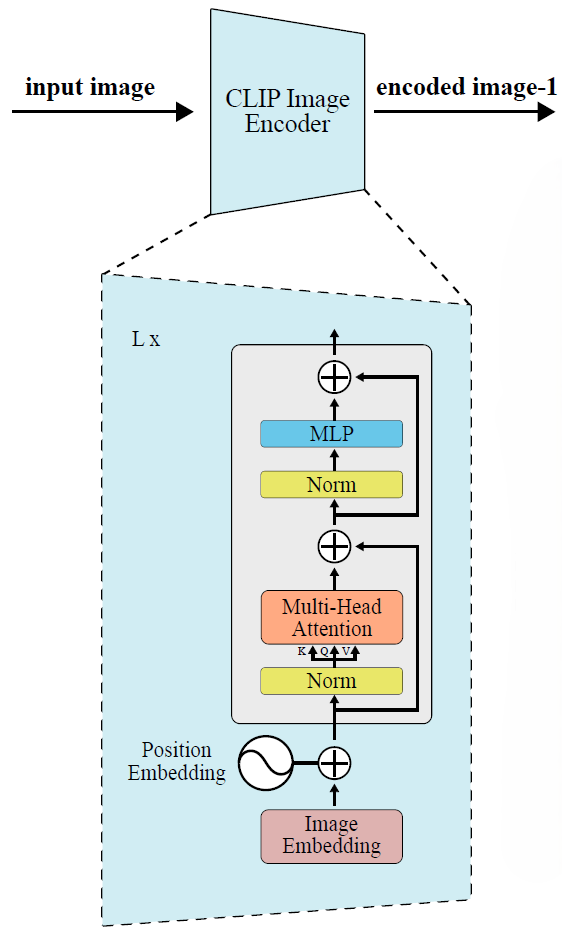 input image
CLIP Image
Encoder
encoded image-1
L x
MLP
Norm
Multi-Head
Attention
K Q V
Norm
Position
Embedding
Image
Embedding